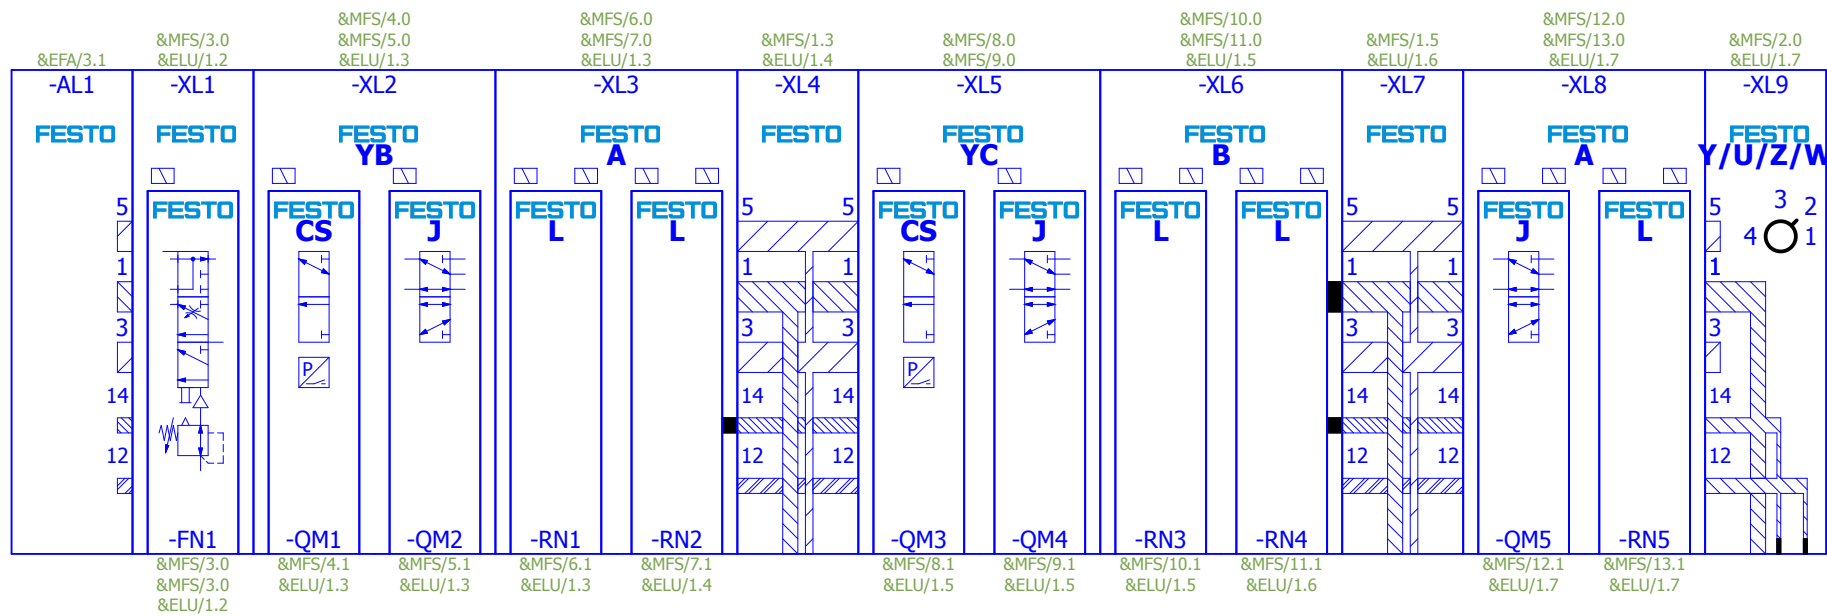 &MFS/4.0 &MFS/6.0 &MFS/10.0 &MFS/12.0
&MFS/3.0 &MFS/5.0 &MFS/7.0 &MFS/1.3 &MFS/8.0 &MFS/11.0 &MFS/1.5 &MFS/13.0 &MFS/2.0
&EFA/3.1 &ELU/1.2 &ELU/1.3 &ELU/1.3 &ELU/1.4 &MFS/9.0 &ELU/1.5 &ELU/1.6 &ELU/1.7 &ELU/1.7
-AL1 -XL1 -XL2 -XL3 -XL4 -XL5 -XL6 -XL7 -XL8 -XL9
FESTO FESTO FESTO FESTO FESTO FESTO FESTO FESTO FESTO FESTO
YB A YC B A Y/U/Z/W
5 FESTO FESTO FESTO FESTO FESTO 5 5 FESTO FESTO FESTO FESTO 5 5 FESTO FESTO 5 3 2
CS J L L CS J L L J L 4 1
1 1 1 1 1 1
3 3 3 3 3 3
P P
14 14 14 14 14 14
12 12 12 12 12 12
-FN1 -QM1 -QM2 -RN1 -RN2 -QM3 -QM4 -RN3 -RN4 -QM5 -RN5
&MFS/3.0 &MFS/4.1 &MFS/5.1 &MFS/6.1 &MFS/7.1 &MFS/8.1 &MFS/9.1 &MFS/10.1 &MFS/11.1 &MFS/12.1 &MFS/13.1
&MFS/3.0 &ELU/1.3 &ELU/1.3 &ELU/1.3 &ELU/1.4 &ELU/1.5 &ELU/1.5 &ELU/1.5 &ELU/1.6 &ELU/1.7 &ELU/1.7
&ELU/1.2